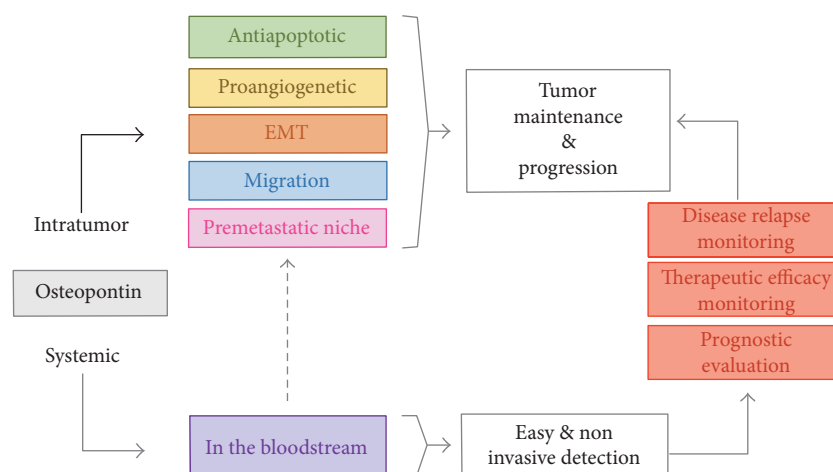 Antiapoptotic
Proangiogenetic
EMT
Migration
Premetastatic niche
Tumor
maintenance
&
progression
Intratumor
Osteopontin
Systemic
Disease relapse
monitoring
Therapeutic efficacy
monitoring
Prognostic
evaluation
In the bloodstream
Easy & non
invasive detection